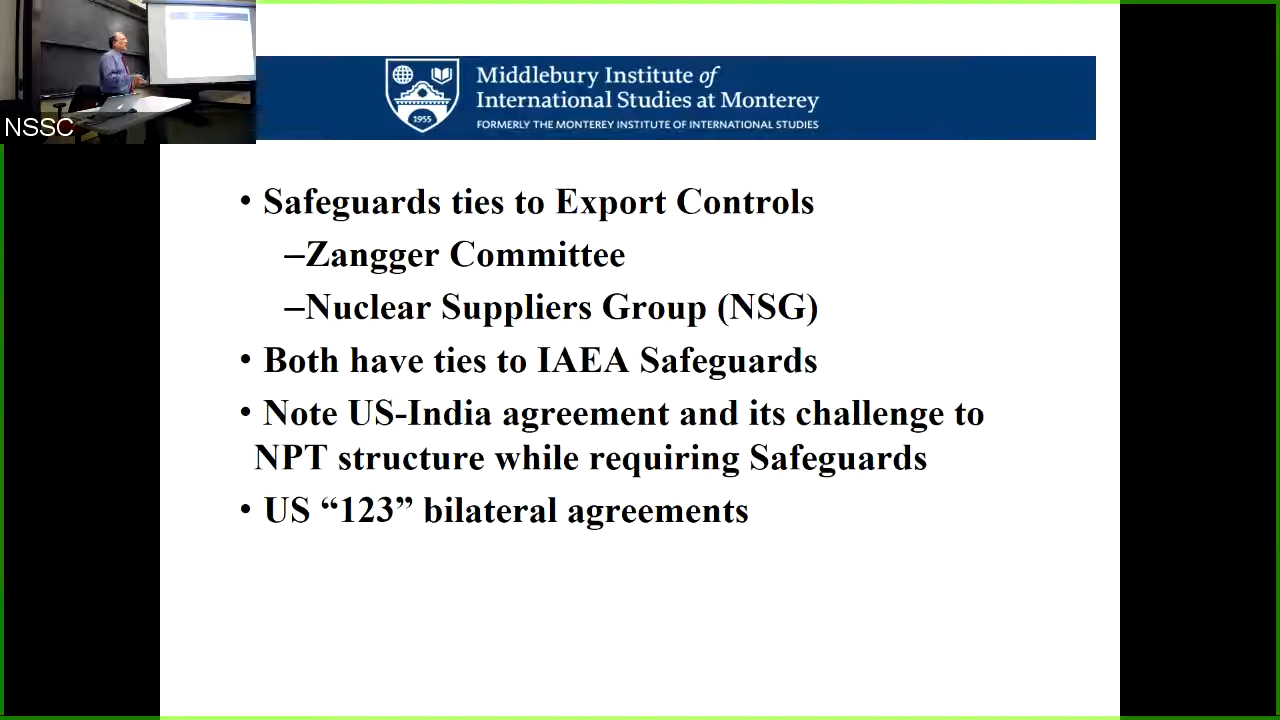 NSSC
1955
Middlebury Institute of
International Studies at Monterey
FORMERLY THE MONTEREY INSTITUTE OF INTERNATIONAL STUDIES
• Safeguards ties to Export Controls
–Zangger Committee
–Nuclear Suppliers Group (NSG)
• Both have ties to IAEA Safeguards
• Note US-India agreement and its challenge to
NPT structure while requiring Safeguards
• US “123” bilateral agreements